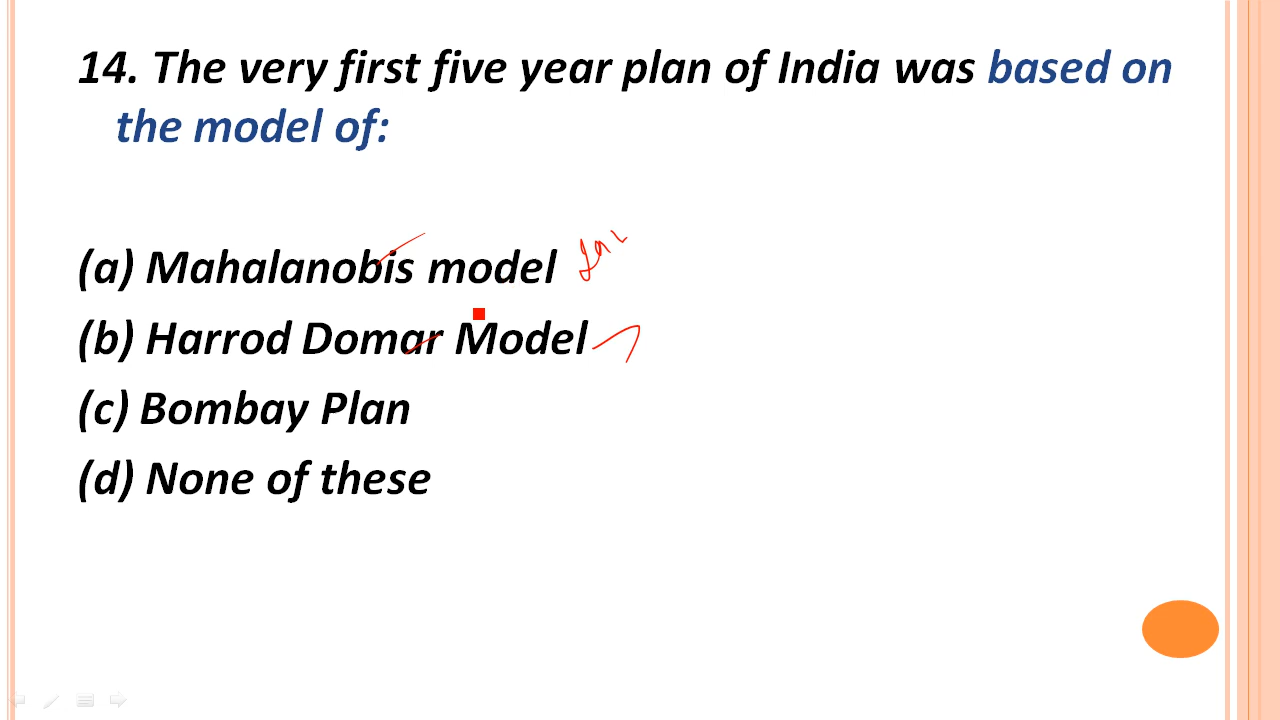 14. The very first five year plan of India was based on
the model of:
(a) Mahalanobis model
(b) Harrod Domar Model
(c) Bombay Plan
(d) None of these